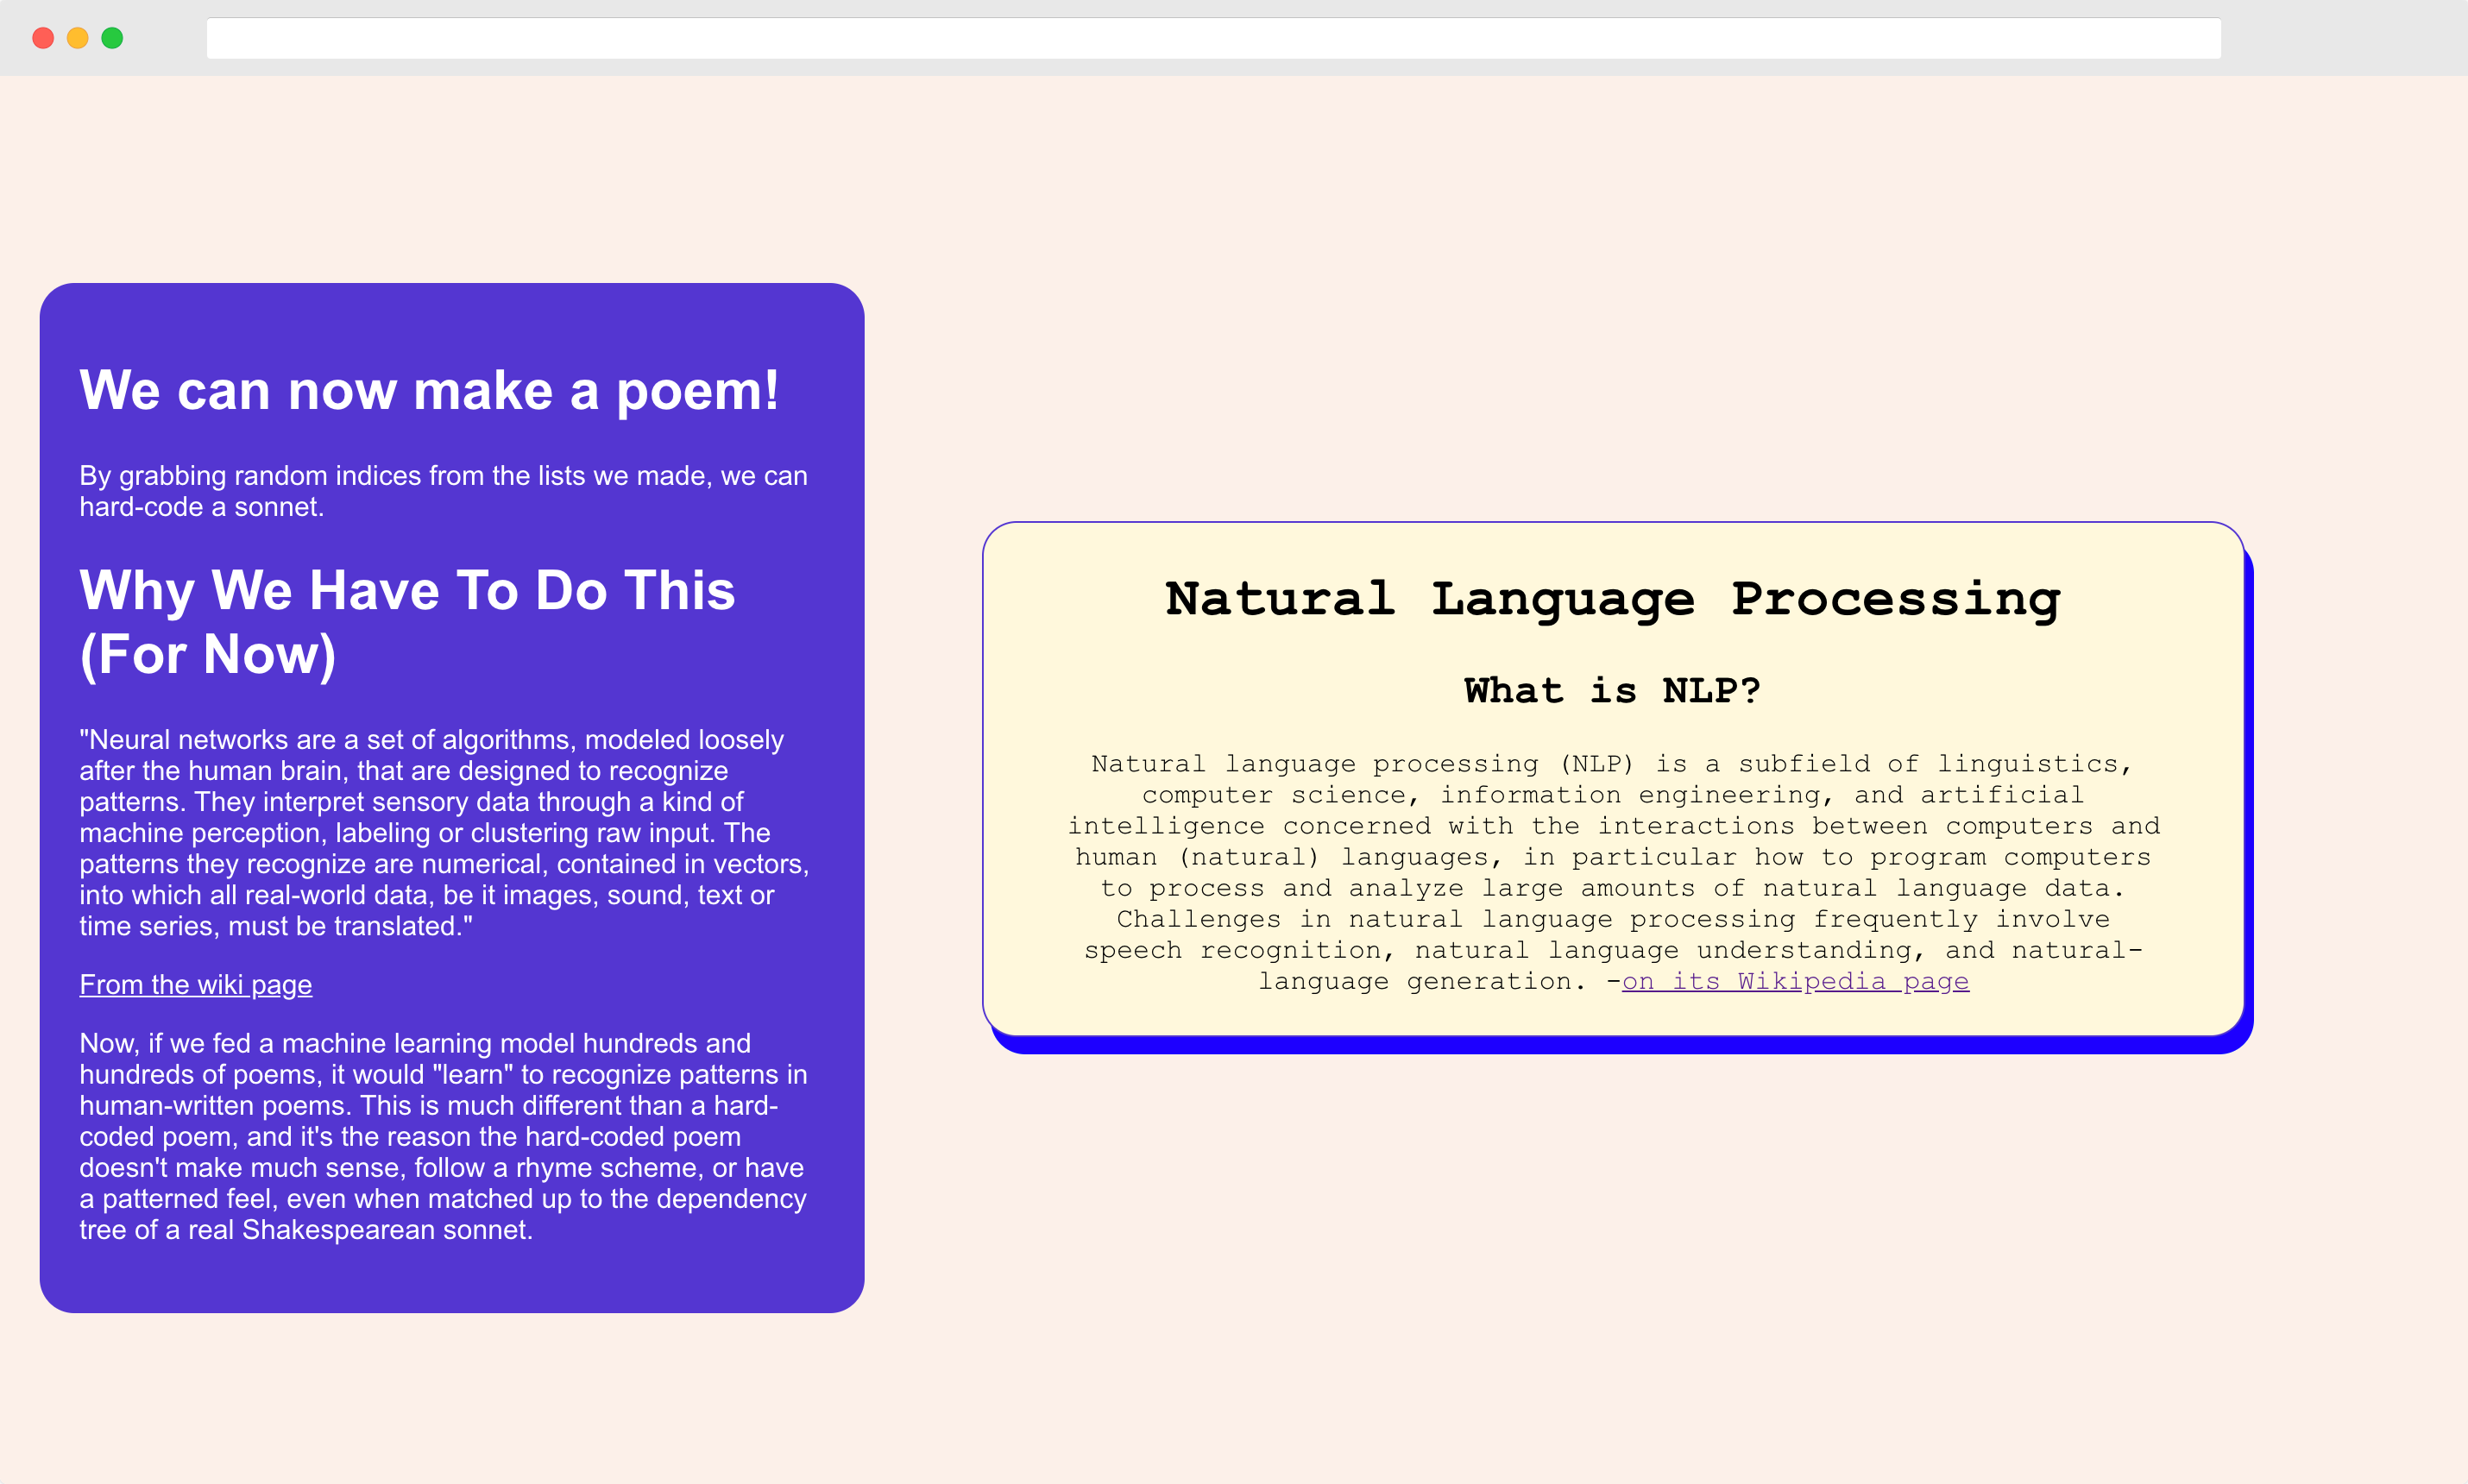 We can now make a poem!
By grabbing random indices from the lists we made, we can
hard-code a sonnet.
Why We Have To Do This
(For Now)
"Neural networks are a set of algorithms, modeled loosely
after the human brain, that are designed to recognize
patterns. They interpret sensory data through a kind of
machine perception, labeling or clustering raw input. The
patterns they recognize are numerical, contained in vectors,
into which all real-world data, be it images, sound, text or
time series, must be translated."
From the wiki page
Now, if we fed a machine learning model hundreds and
hundreds of poems, it would "learn" to recognize patterns in
human-written poems. This is much different than a hard-
coded poem, and it's the reason the hard-coded poem
doesn't make much sense, follow a rhyme scheme, or have
a patterned feel, even when matched up to the dependency
tree of a real Shakespearean sonnet.
Natural Language Processing
What is NLP?
Natural language processing (NLP) is a subfield of linguistics,
computer science, information engineering, and artificial
intelligence concerned with the interactions between computers and
human (natural) languages, in particular how to program computers
to process and analyze large amounts of natural language data.
Challenges in natural language processing frequently involve
speech recognition, natural language understanding, and natural-
language generation. -on its Wikipedia page